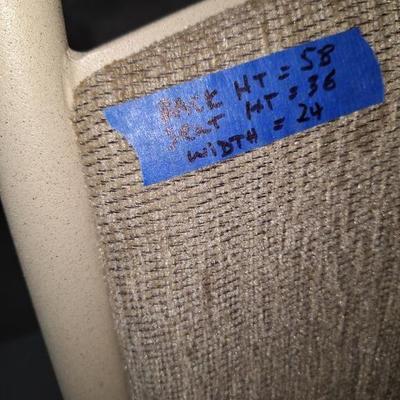 BACK HT = 58
SEAT HT = 36
WIDTH = 24